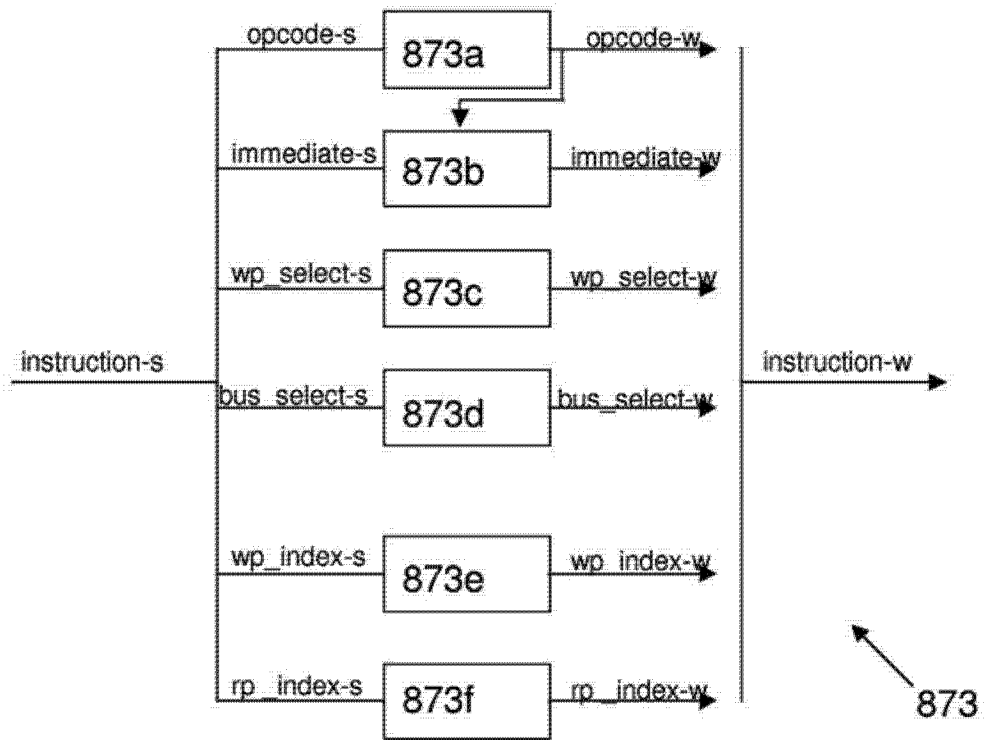 opcode-s 873a opcode-w
immediate-s 873b immediate-w
wp_select-s 873c wp_select-w
instruction-s instruction-w
bus_select-s 873d bus_select-w
wp_index-s 873e wp_index-w
rp_index-s 873f rp_index-w
873